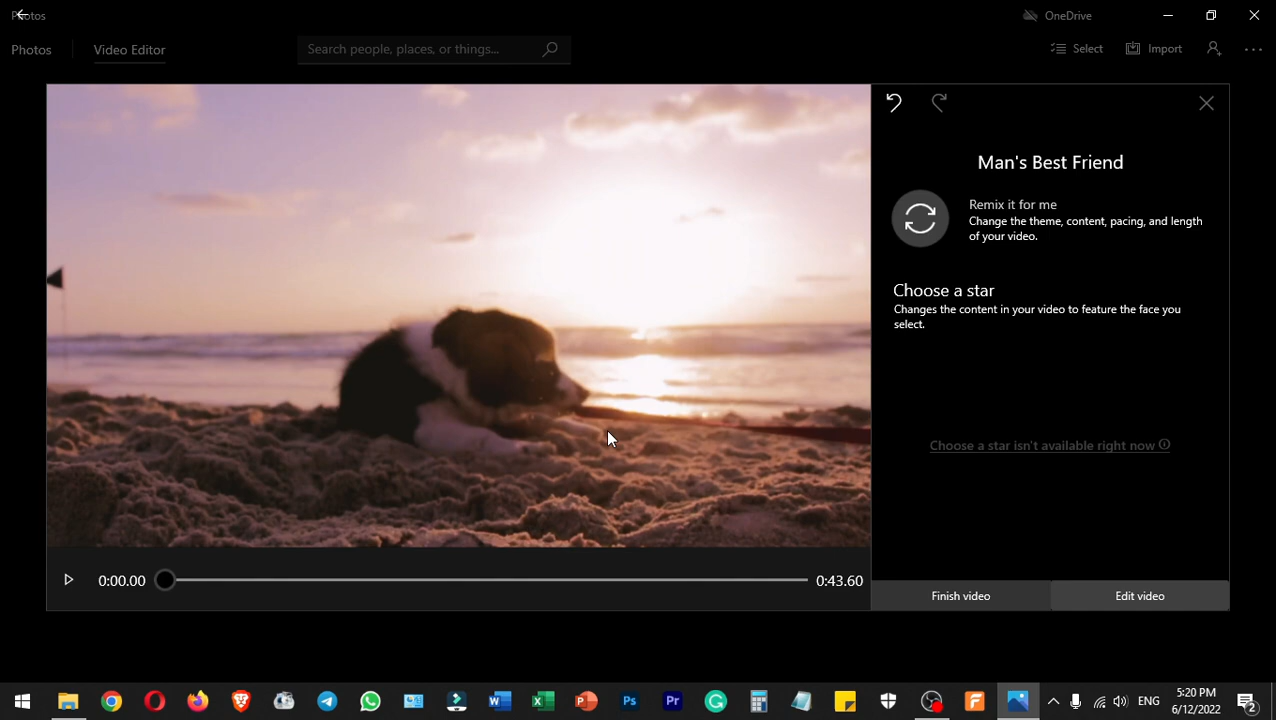 Photos
OneDrive
Photos
Video Editor
Search people, places, or things...
Select
Import
Man's Best Friend
Remix it for me
Change the theme, content, pacing, and length
of your video.
Choose a star
Changes the content in your video to feature the face you
select.
Choose a star isn't available right now
0:00.00
0:43.60
Finish video
Edit video
ENG
5:20 PM
6/12/2022
2